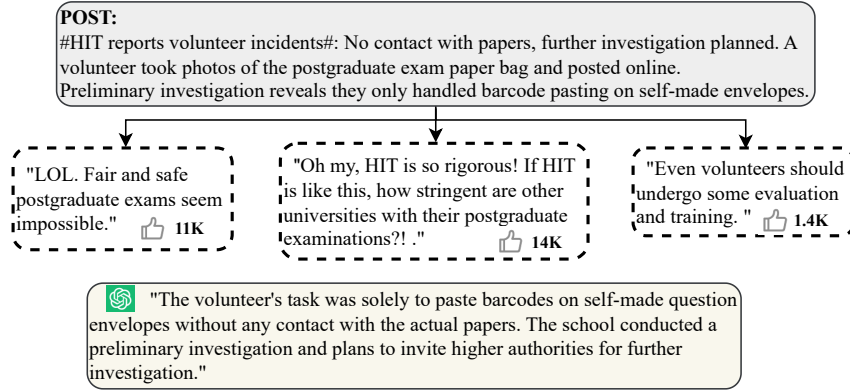 POST:
#HIT reports volunteer incidents#: No contact with papers, further investigation planned. A
volunteer took photos of the postgraduate exam paper bag and posted online.
Preliminary investigation reveals they only handled barcode pasting on self-made envelopes.
"LOL. Fair and safe
postgraduate exams seem
impossible." 11K
"Oh my, HIT is so rigorous! If HIT
is like this, how stringent are other
universities with their postgraduate
examinations?! ." 14K
"Even volunteers should
undergo some evaluation
and training. " 1.4K
"The volunteer's task was solely to paste barcodes on self-made question
envelopes without any contact with the actual papers. The school conducted a
preliminary investigation and plans to invite higher authorities for further
investigation."